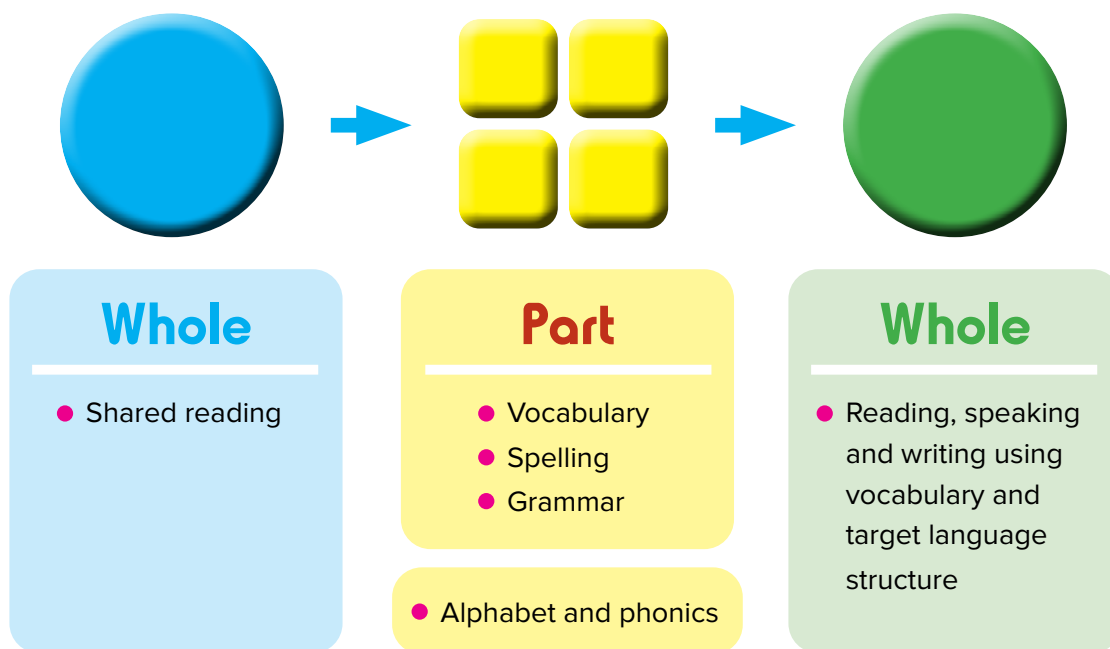 Whole
● Shared reading
Part
● Vocabulary
● Spelling
● Grammar
● Alphabet and phonics
Whole
● Reading, speaking
and writing using
vocabulary and
target language
structure